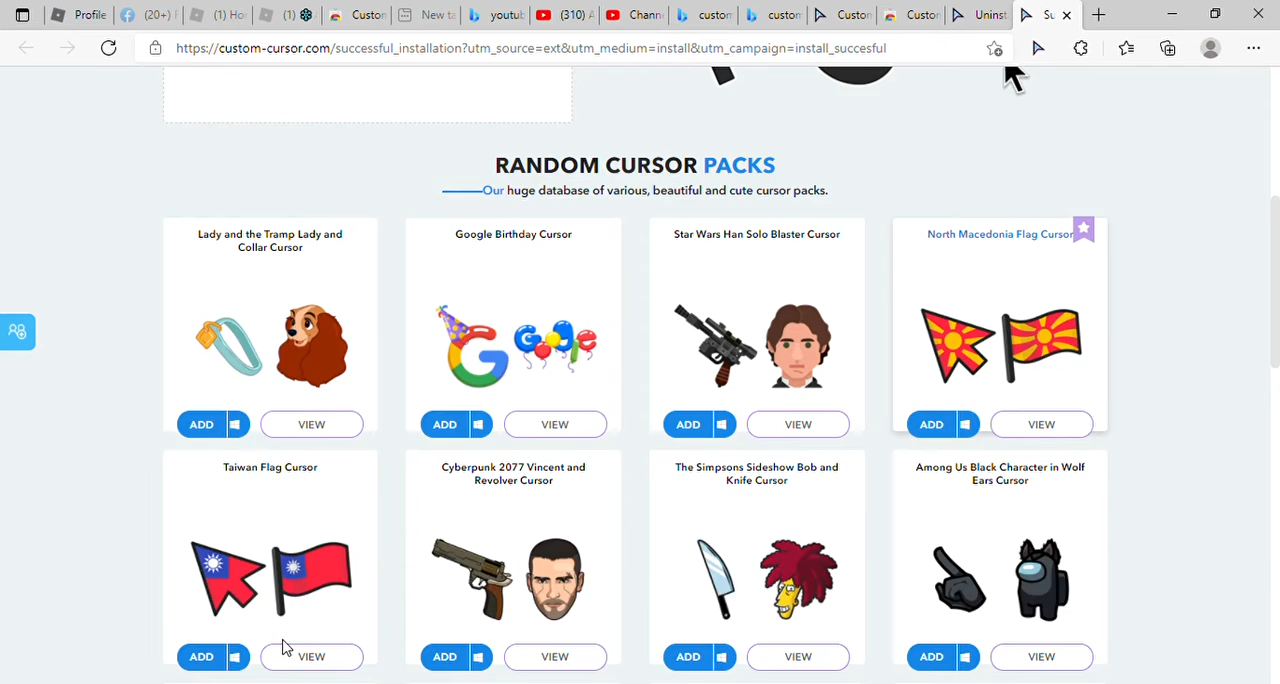 Profile
(20+) F
(1) Ho
(1)
Custon
New ta
youtub
(310) A
Chann
custom
custom
Custon
Custon
Uninst
Su
https://custom-cursor.com/successful_installation?utm_source=ext&utm_medium=install&utm_campaign=install_succesful
RANDOM CURSOR PACKS
Our huge database of various, beautiful and cute cursor packs.
Lady and the Tramp Lady and
Collar Cursor
Google Birthday Cursor
Star Wars Han Solo Blaster Cursor
North Macedonia Flag Cursor
ADD VIEW ADD VIEW ADD VIEW ADD VIEW
Taiwan Flag Cursor
Cyberpunk 2077 Vincent and
Revolver Cursor
The Simpsons Sideshow Bob and
Knife Cursor
Among Us Black Character in Wolf
Ears Cursor
ADD VIEW ADD VIEW ADD VIEW ADD VIEW